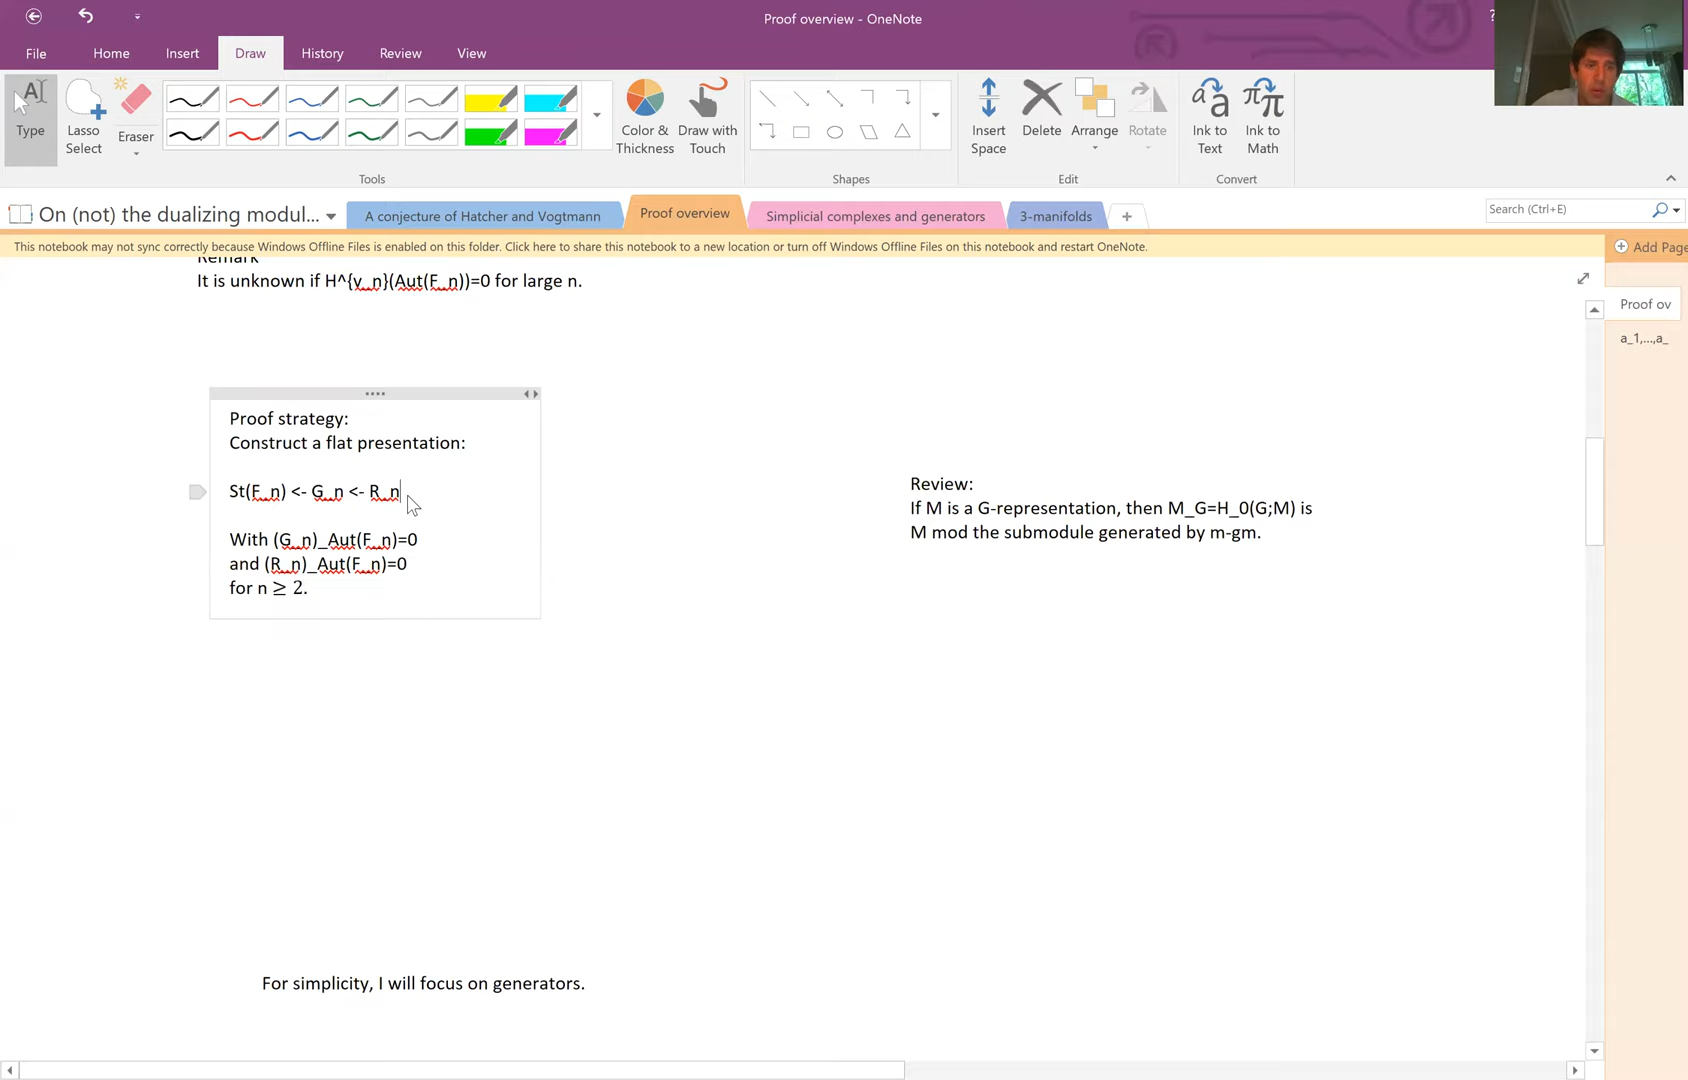 Proof overview - OneNote
?
File
Home
Insert
Draw
History
Review
View
Type
Lasso Select
Eraser
Color & Thickness
Draw with Touch
Insert Space
Delete
Arrange
Rotate
Ink to Text
Ink to Math
Tools
Shapes
Edit
Convert
On (not) the dualizing modul...
A conjecture of Hatcher and Vogtmann
Proof overview
Simplicial complexes and generators
3-manifolds
Search (Ctrl+E)
This notebook may not sync correctly because Windows Offline Files is enabled on this folder. Click here to share this notebook to a new location or turn off Windows Offline Files on this notebook and restart OneNote.
Add Page
Proof ov
a_1,...,a_
Remark
It is unknown if H^{v_n}(Aut(F_n))=0 for large n.
Proof strategy:
Construct a flat presentation:
St(F_n) <- G_n <- R_n
With (G_n)_Aut(F_n)=0
and (R_n)_Aut(F_n)=0
for n ≥ 2.
Review:
If M is a G-representation, then M_G=H_0(G;M) is
M mod the submodule generated by m-gm.
For simplicity, I will focus on generators.